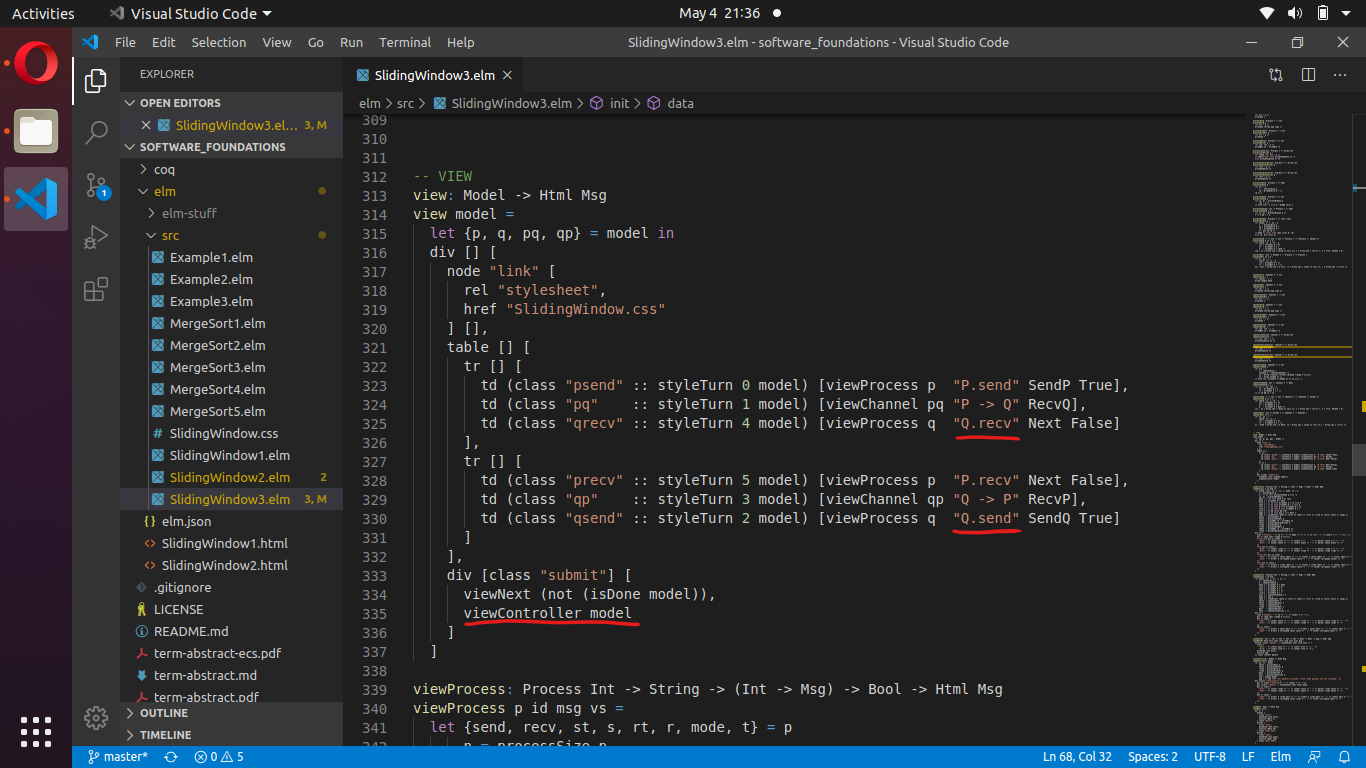 Activities
Visual Studio Code
May 4 21:36
File Edit Selection View Go Run Terminal Help
SlidingWindow3.elm - software_foundations - Visual Studio Code
EXPLORER
OPEN EDITORS
SlidingWindow3.el... 3, M
SOFTWARE_FOUNDATIONS
coq
elm
elm-stuff
src
Example1.elm
Example2.elm
Example3.elm
MergeSort1.elm
MergeSort2.elm
MergeSort3.elm
MergeSort4.elm
MergeSort5.elm
SlidingWindow.css
SlidingWindow1.elm
SlidingWindow2.elm 2
SlidingWindow3.elm 3, M
elm.json
SlidingWindow1.html
SlidingWindow2.html
.gitignore
LICENSE
README.md
term-abstract-ecs.pdf
term-abstract.md
term-abstract.pdf
OUTLINE
TIMELINE
1
SlidingWindow3.elm
elm > src > SlidingWindow3.elm > init > data
309
310
311
312 -- VIEW
313 view: Model -> Html Msg
314 view model =
315 let {p, q, pq, qp} = model in
316 div [] [
317 node "link" [
318 rel "stylesheet",
319 href "SlidingWindow.css"
320 ] [],
321 table [] [
322 tr [] [
323 td (class "psend" :: styleTurn 0 model) [viewProcess p "P.send" SendP True],
324 td (class "pq" :: styleTurn 1 model) [viewChannel pq "P -> Q" RecvQ],
325 td (class "qrecv" :: styleTurn 4 model) [viewProcess q "Q.recv" Next False]
326 ],
327 tr [] [
328 td (class "precv" :: styleTurn 5 model) [viewProcess p "P.recv" Next False],
329 td (class "qp" :: styleTurn 3 model) [viewChannel qp "Q -> P" RecvP],
330 td (class "qsend" :: styleTurn 2 model) [viewProcess q "Q.send" SendQ True]
331 ]
332 ],
333 div [class "submit"] [
334 viewNext (not (isDone model)),
335 viewController model
336 ]
337 ]
338
339 viewProcess: Process Int -> String -> (Int -> Msg) -> Bool -> Html Msg
340 viewProcess p id msg vs =
341 let {send, recv, st, s, rt, r, mode, t} = p
342 n = processSize p
master* 0 5
Ln 68, Col 32 Spaces: 2 UTF-8 LF Elm